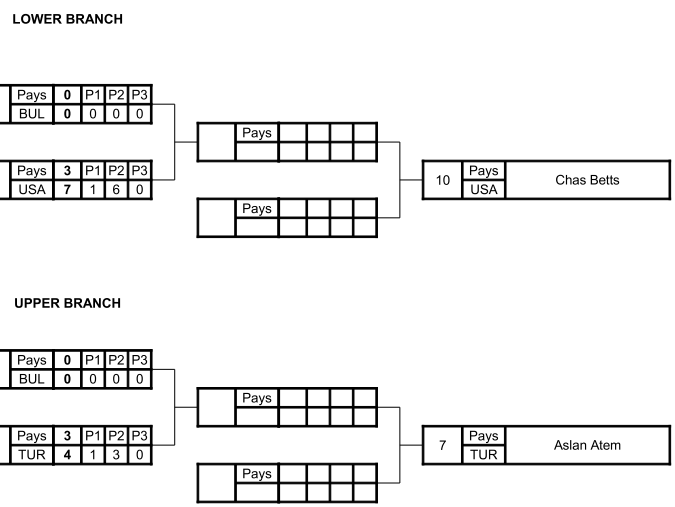 LOWER BRANCH
Pays 0 P1 P2 P3
BUL 0 0 0 0
Pays
Pays 3 P1 P2 P3
USA 7 1 6 0
10 Pays Chas Betts
USA
Pays
UPPER BRANCH
Pays 0 P1 P2 P3
BUL 0 0 0 0
Pays
Pays 3 P1 P2 P3
TUR 4 1 3 0
7 Pays Aslan Atem
TUR
Pays